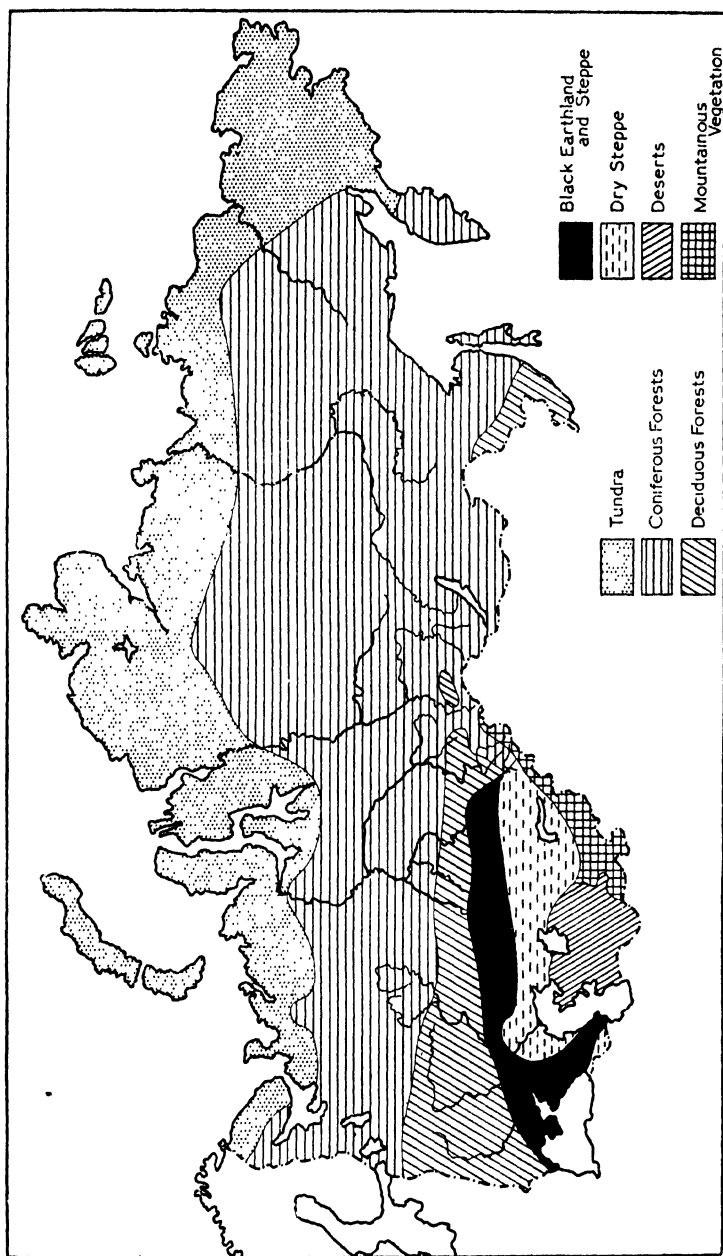 Tundra
Coniferous Forests
Deciduous Forests
Black Earthland
and Steppe
Dry Steppe
Deserts
Mountainous
Vegetation